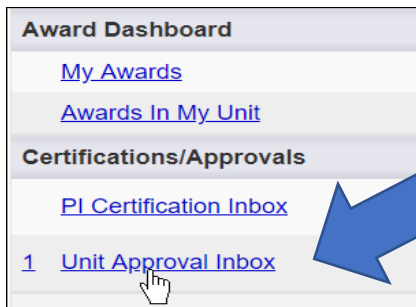 Award Dashboard
My Awards
Awards In My Unit
Certifications/Approvals
PI Certification Inbox
1 Unit Approval Inbox